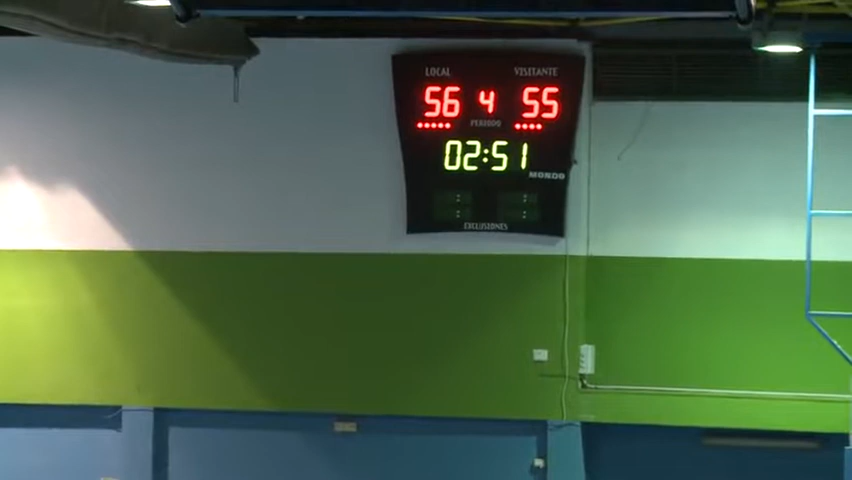 LOCAL VISITANTE
56 4 55
PERIODO
02:51
MONDO
: :
: :
EXCLUSIONES